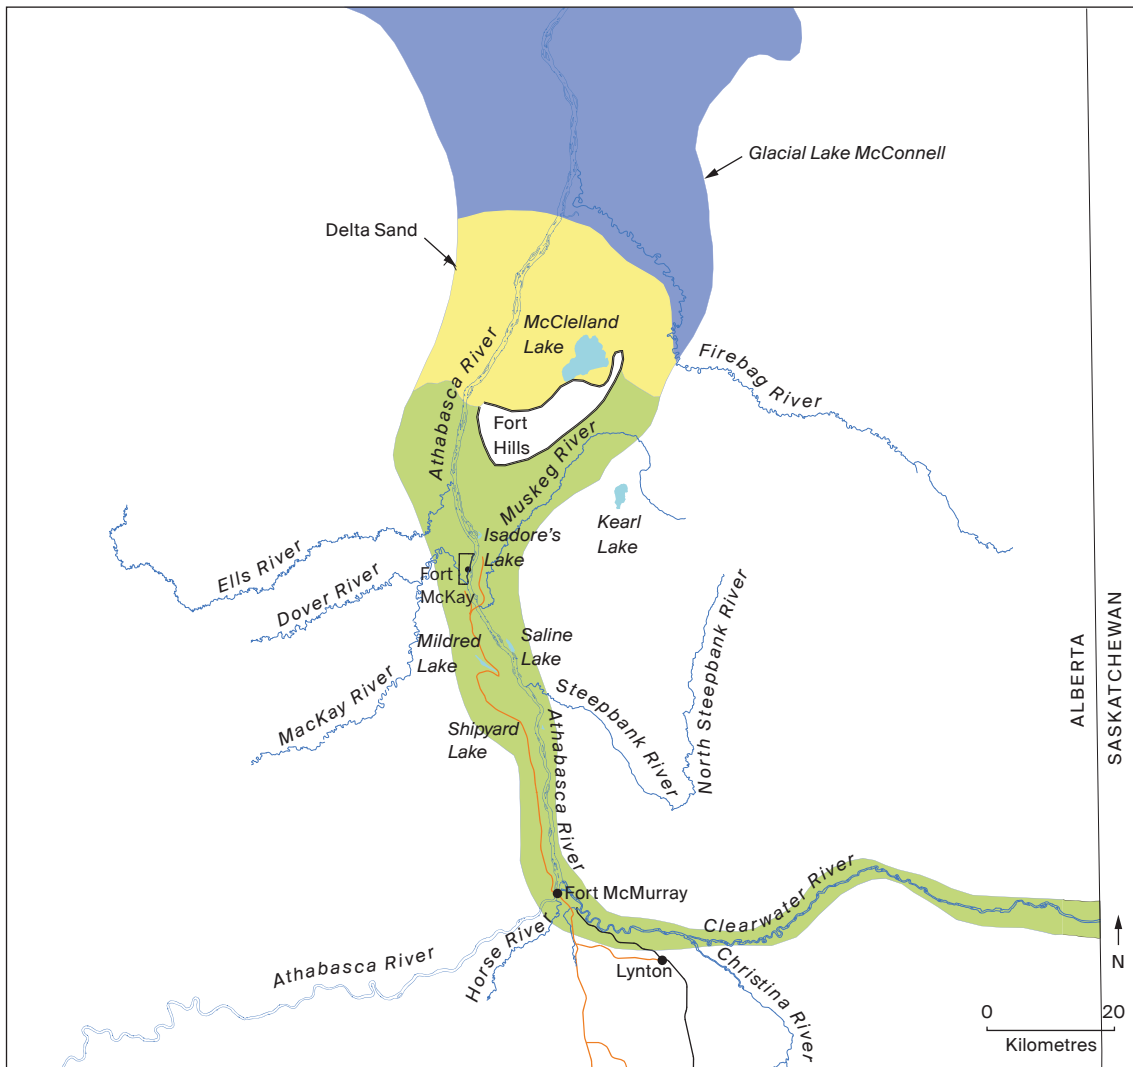 Glacial Lake McConnell
Delta Sand
McClelland
Lake
Athabasca River
Firebag River
Fort
Hills
Muskeg River
Kearl
Lake
Isadore's
Lake
Ells River
Fort
McKay
Dover River
Saline
Lake
Mildred
Lake
MacKay River
Steepbank River
North Steepbank River
Shipyard
Lake
Athabasca River
ALBERTA
SASKATCHEWAN
Fort McMurray
Clearwater River
Horse River
Athabasca River
Lynton
Christina River
N
0 20
Kilometres